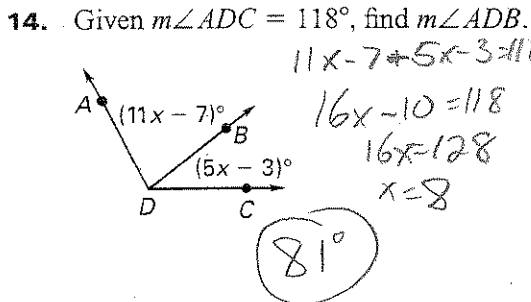 14. Given m∠ADC = 118°, find m∠ADB.
11x-7+5x-3=118
A
(11x − 7)°
B
16x-10=118
(5x − 3)°
16x=128
D
C
x=8
81°